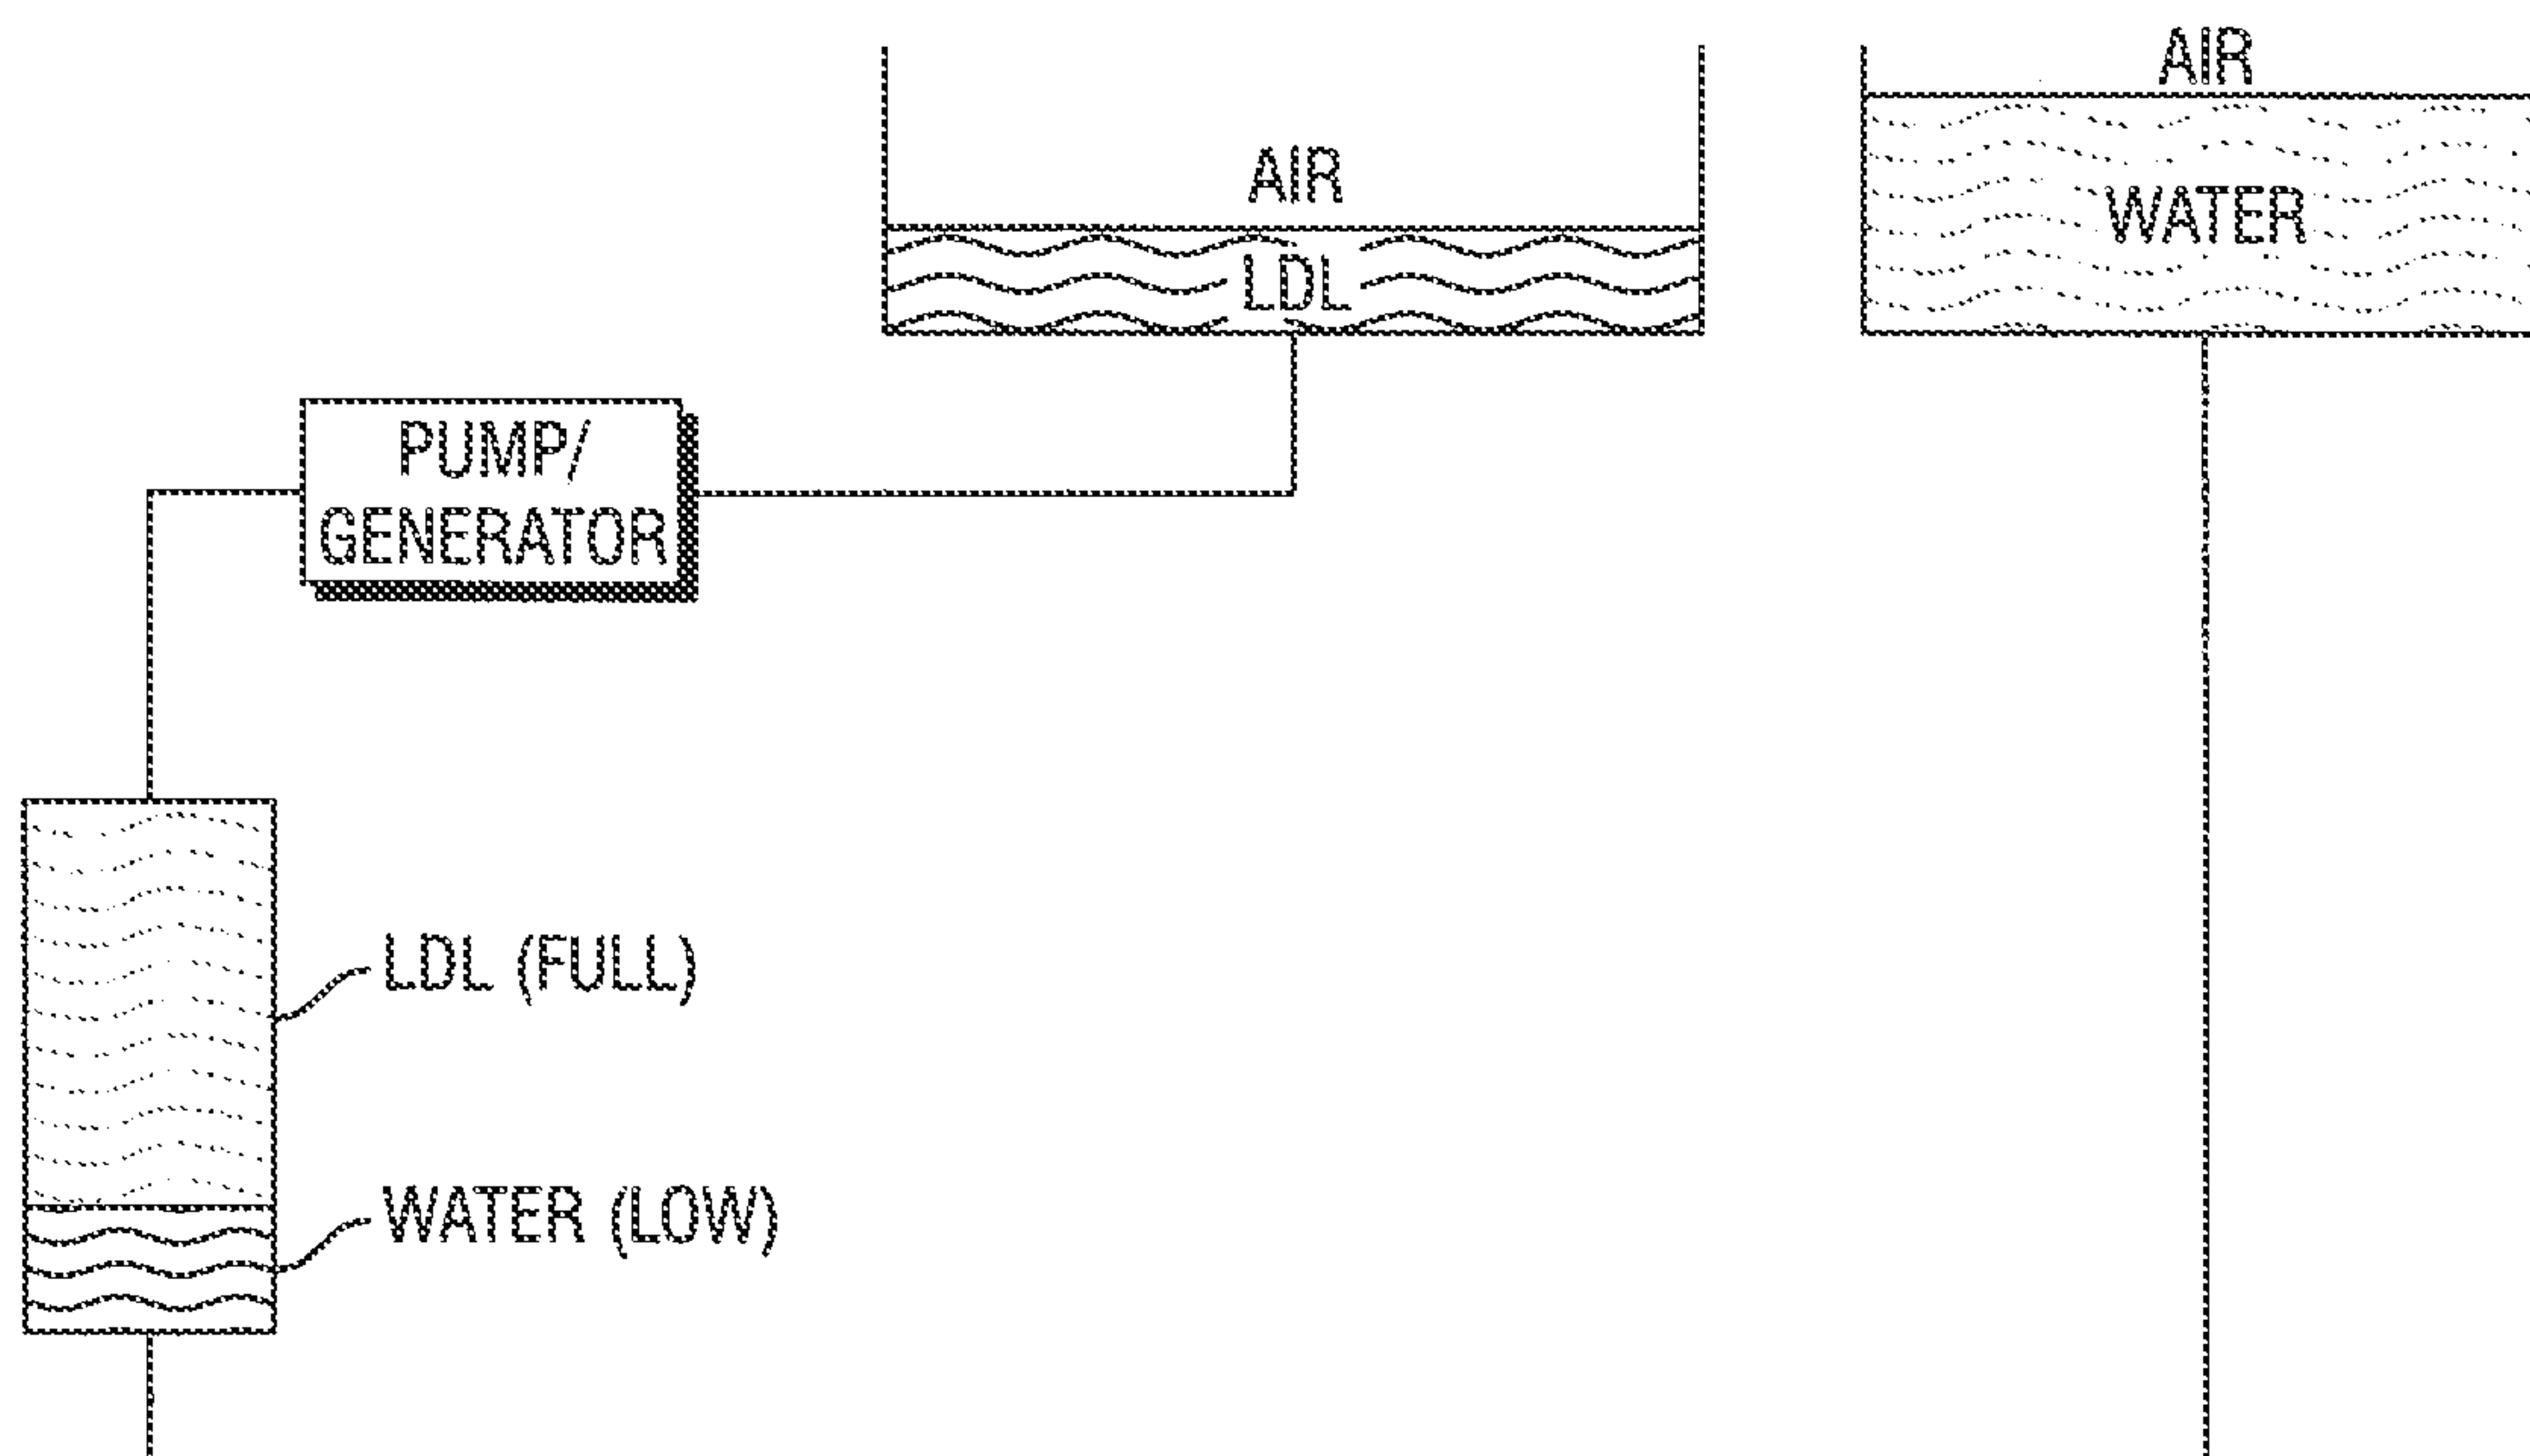 AIR
AIR
WATER
LDL
PUMP/
GENERATOR
LDL (FULL)
WATER (LOW)